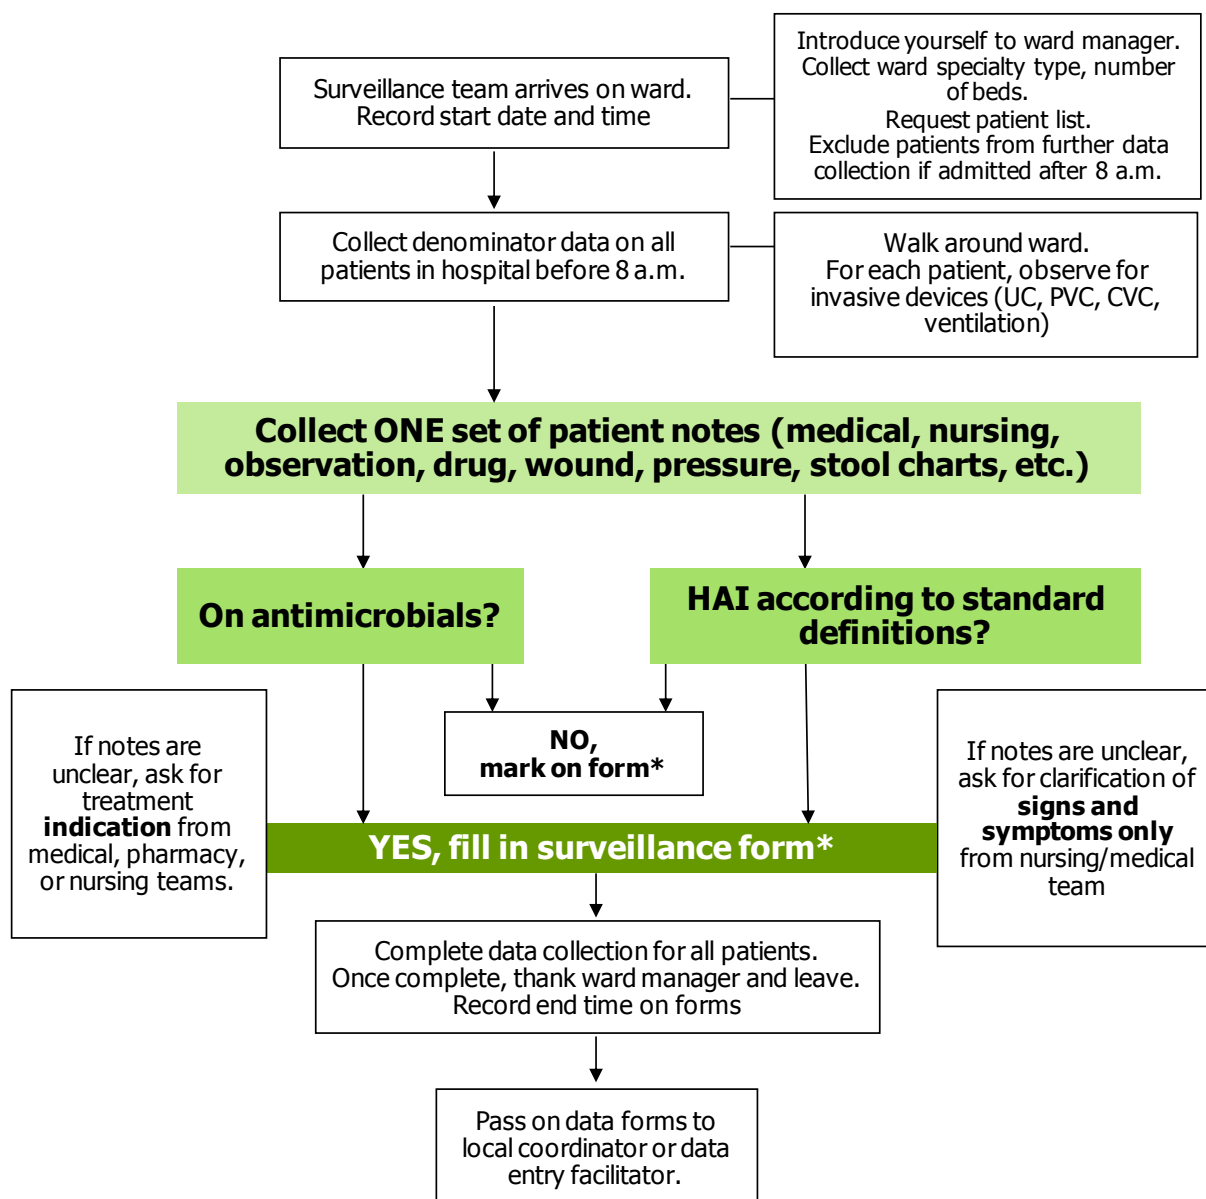 Surveillance team arrives on ward.
Record start date and time
Introduce yourself to ward manager.
Collect ward specialty type, number
of beds.
Request patient list.
Exclude patients from further data
collection if admitted after 8 a.m.
Collect denominator data on all
patients in hospital before 8 a.m.
Walk around ward.
For each patient, observe for
invasive devices (UC, PVC, CVC,
ventilation)
Collect ONE set of patient notes (medical, nursing,
observation, drug, wound, pressure, stool charts, etc.)
On antimicrobials?
HAI according to standard
definitions?
If notes are
unclear, ask for
treatment
indication from
medical, pharmacy,
or nursing teams.
NO,
mark on form*
If notes are unclear,
ask for clarification of
signs and
symptoms only
from nursing/medical
team
YES, fill in surveillance form*
Complete data collection for all patients.
Once complete, thank ward manager and leave.
Record end time on forms
Pass on data forms to
local coordinator or data
entry facilitator.